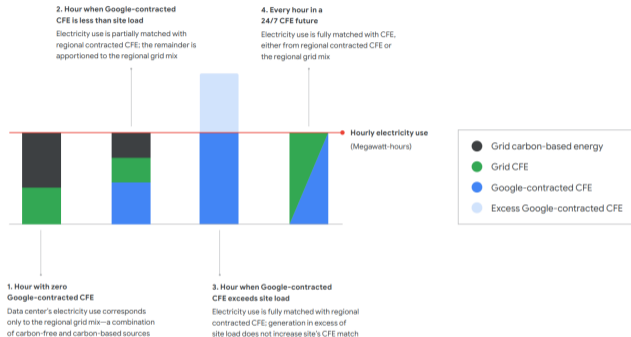 2. Hour when Google-contracted
CFE is less than site load
Electricity use is partially matched with
regional contracted CFE; the remainder is
apportioned to the regional grid mix
4. Every hour in a
24/7 CFE future
Electricity use is fully matched with CFE,
either from regional contracted CFE or
the regional grid mix
Hourly electricity use
(Megawatt-hours)
Grid carbon-based energy
Grid CFE
Google-contracted CFE
Excess Google-contracted CFE
1. Hour with zero
Google-contracted CFE
Data center's electricity use corresponds
only to the regional grid mix—a combination
of carbon-free and carbon-based sources
3. Hour when Google-contracted
CFE exceeds site load
Electricity use is fully matched with regional
contracted CFE; generation in excess of
site load does not increase site's CFE match